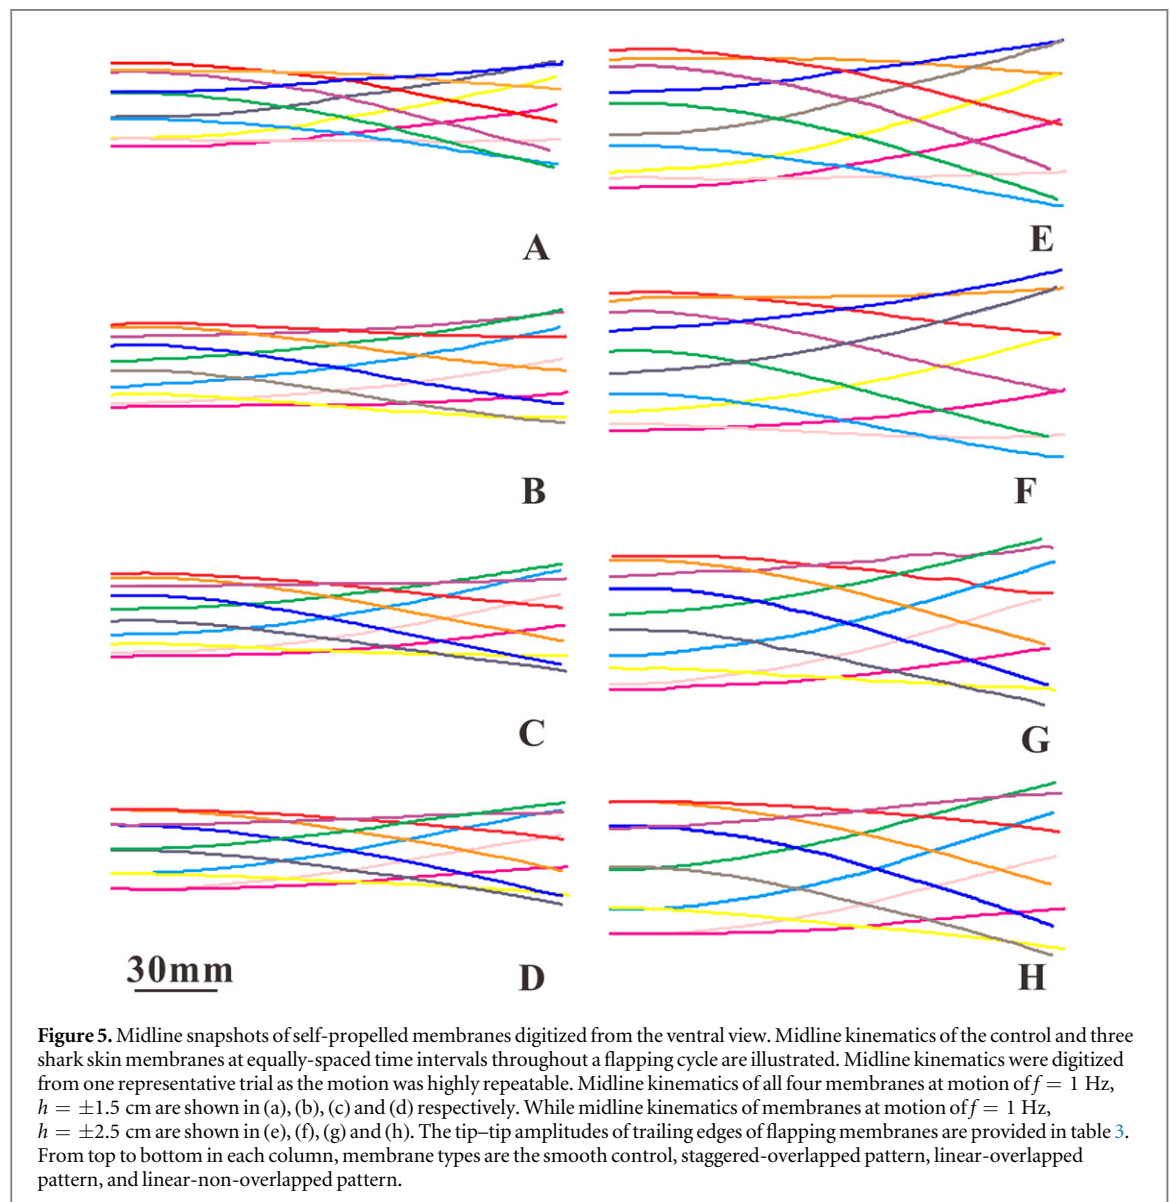 A
E
B
F
C
G
D
H
30mm
Figure 5. Midline snapshots of self-propelled membranes digitized from the ventral view. Midline kinematics of the control and three
shark skin membranes at equally-spaced time intervals throughout a flapping cycle are illustrated. Midline kinematics were digitized
from one representative trial as the motion was highly repeatable. Midline kinematics of all four membranes at motion of f = 1 Hz,
h = ±1.5 cm are shown in (a), (b), (c) and (d) respectively. While midline kinematics of membranes at motion of f = 1 Hz,
h = ±2.5 cm are shown in (e), (f), (g) and (h). The tip–tip amplitudes of trailing edges of flapping membranes are provided in table 3.
From top to bottom in each column, membrane types are the smooth control, staggered-overlapped pattern, linear-overlapped
pattern, and linear-non-overlapped pattern.